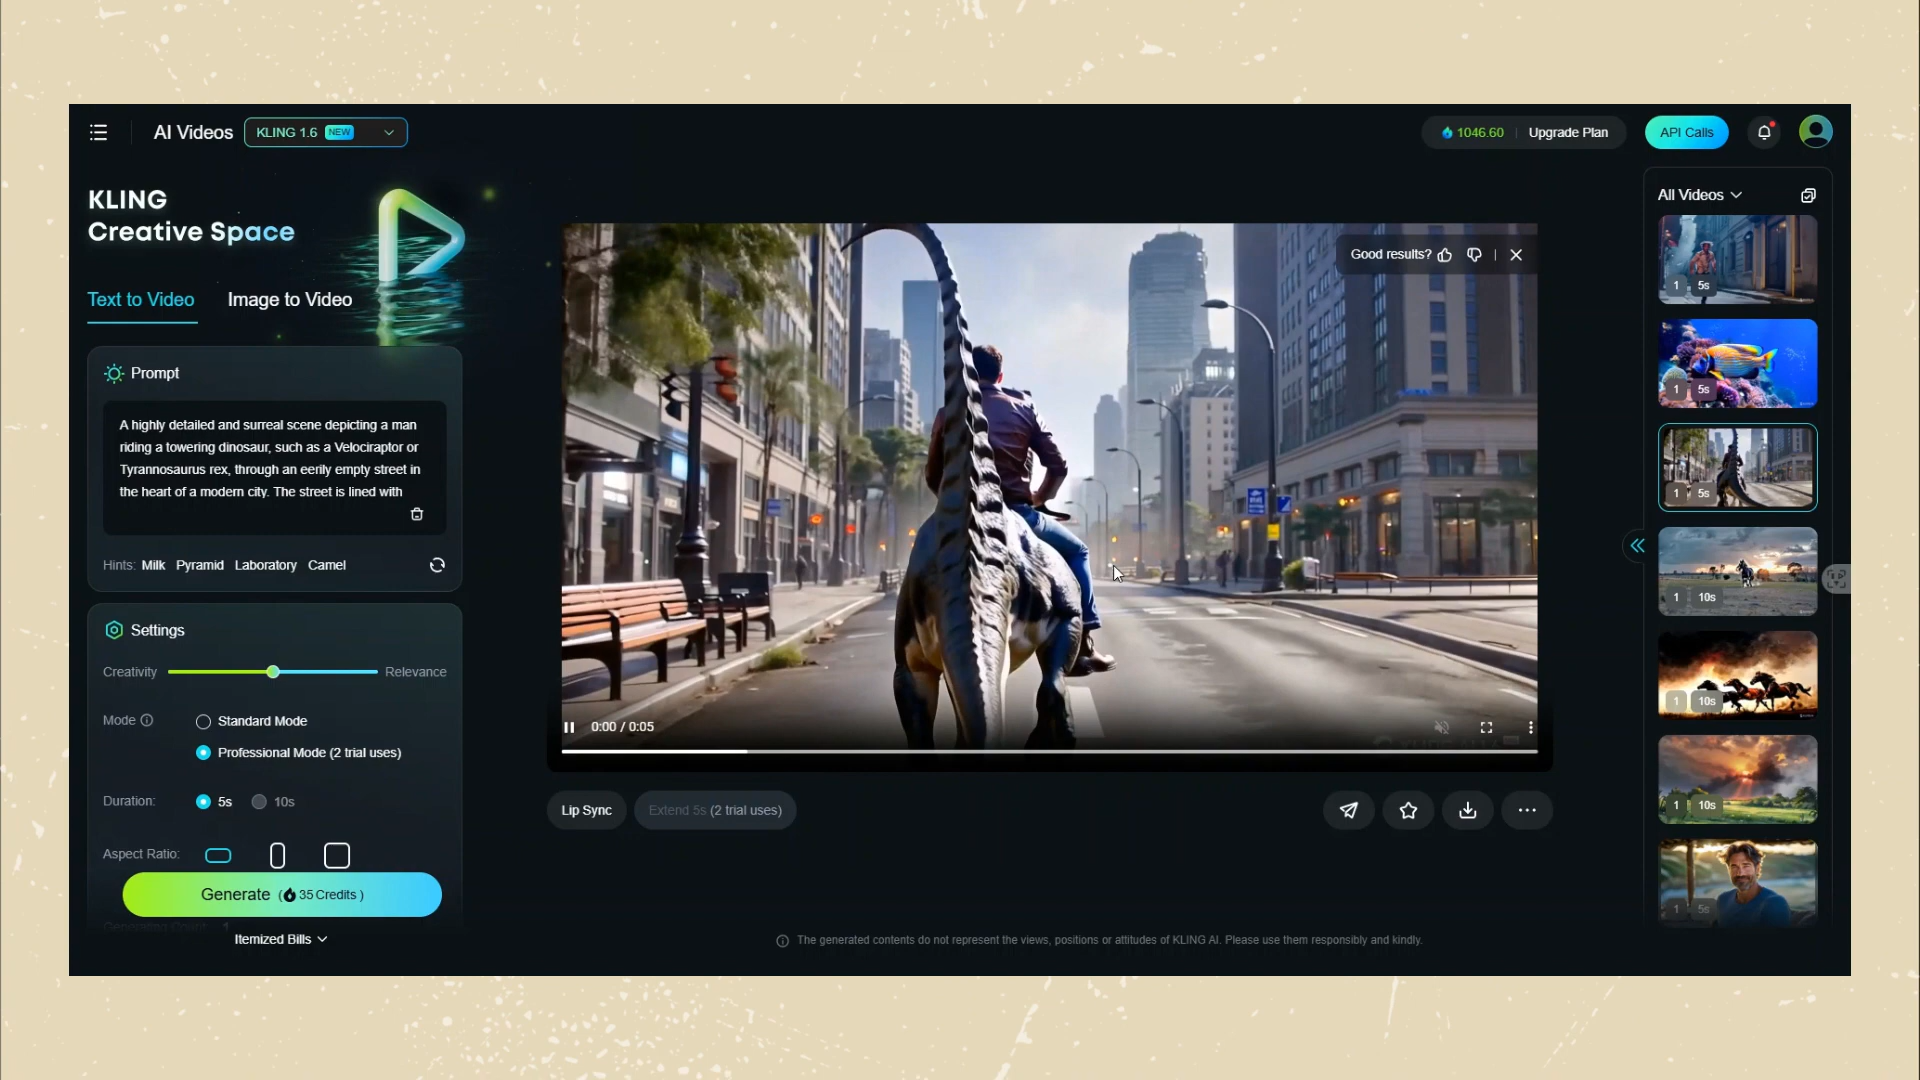 AI Videos
KLING 1.6 NEW
1046.60
Upgrade Plan
API Calls
KLING
Creative Space
Text to Video
Image to Video
Prompt
A highly detailed and surreal scene depicting a man
riding a towering dinosaur, such as a Velociraptor or
Tyrannosaurus rex, through an eerily empty street in
the heart of a modern city. The street is lined with
Hints: Milk Pyramid Laboratory Camel
Settings
Creativity
Relevance
Mode
Standard Mode
Professional Mode (2 trial uses)
Duration:
5s
10s
Aspect Ratio:
Generate ( 35 Credits )
Generating Count: 1
Itemized Bills
Good results?
0:00 / 0:05
Lip Sync
Extend 5s (2 trial uses)
The generated contents do not represent the views, positions or attitudes of KLING AI. Please use them responsibly and kindly.
All Videos
1 5s
1 5s
1 5s
1 10s
1 10s
1 10s
1 5s